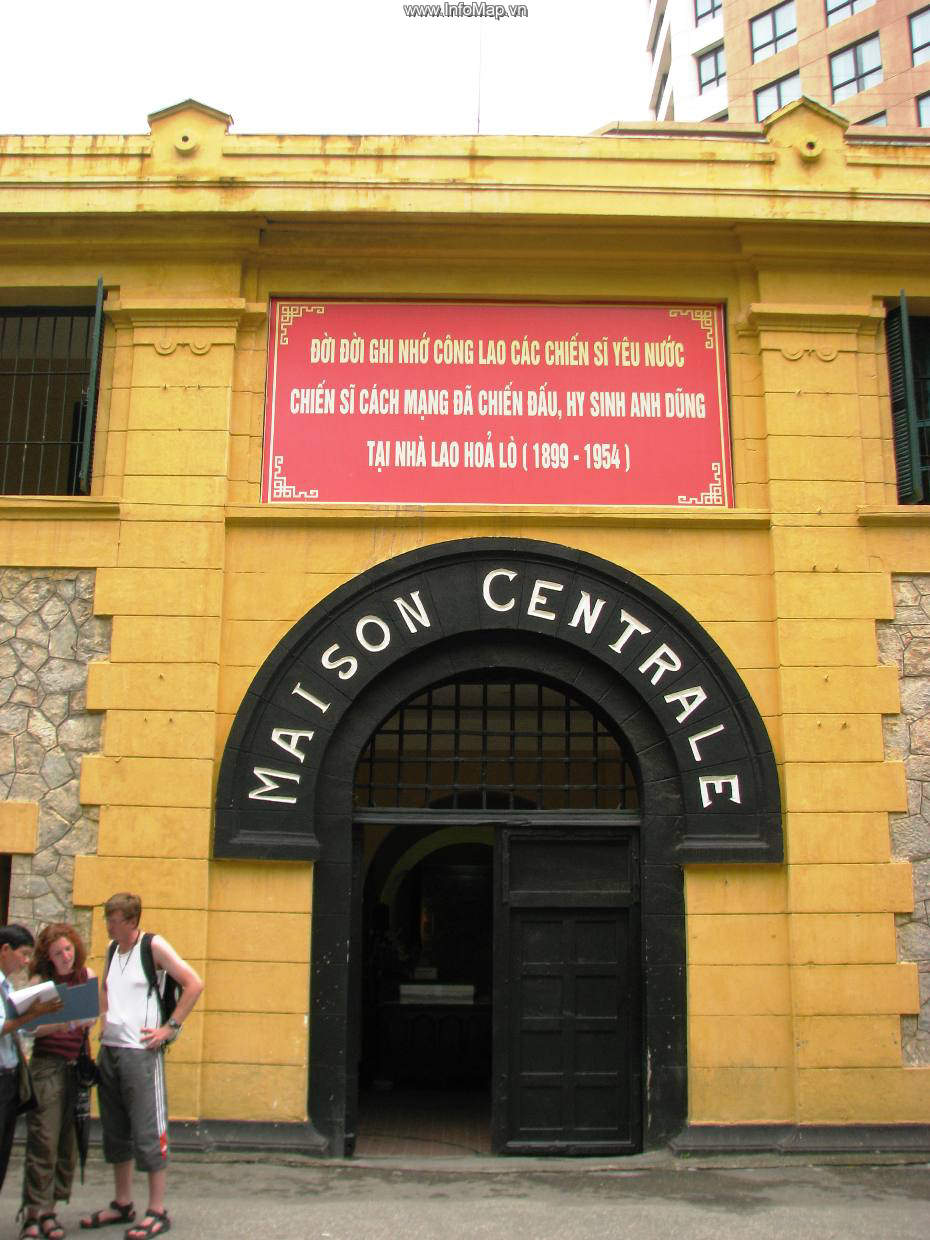 www.InfoMap.vn
ĐỜI ĐỜI GHI NHỚ CÔNG LAO CÁC CHIẾN SĨ YÊU NƯỚC
CHIẾN SĨ CÁCH MẠNG ĐÃ CHIẾN ĐẤU, HY SINH ANH DŨNG
TẠI NHÀ LAO HOẢ LÒ ( 1899 - 1954 )
MAISON CENTRALE